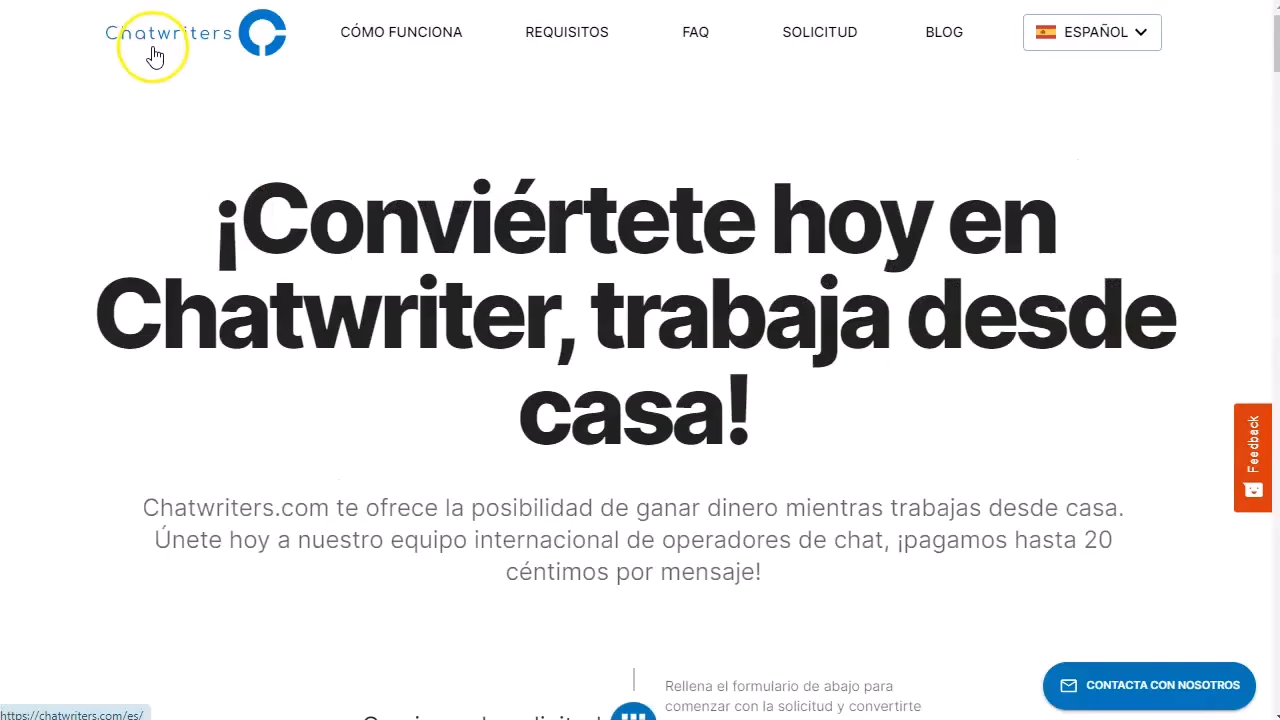 Chatwriters
CÓMO FUNCIONA
REQUISITOS
FAQ
SOLICITUD
BLOG
ESPAÑOL
¡Conviértete hoy en
Chatwriter, trabaja desde
casa!
Feedback
Chatwriters.com te ofrece la posibilidad de ganar dinero mientras trabajas desde casa.
Únete hoy a nuestro equipo internacional de operadores de chat, ¡pagamos hasta 20
céntimos por mensaje!
Rellena el formulario de abajo para
comenzar con la solicitud y convertirte
CONTACTA CON NOSOTROS
https://chatwriters.com/es/